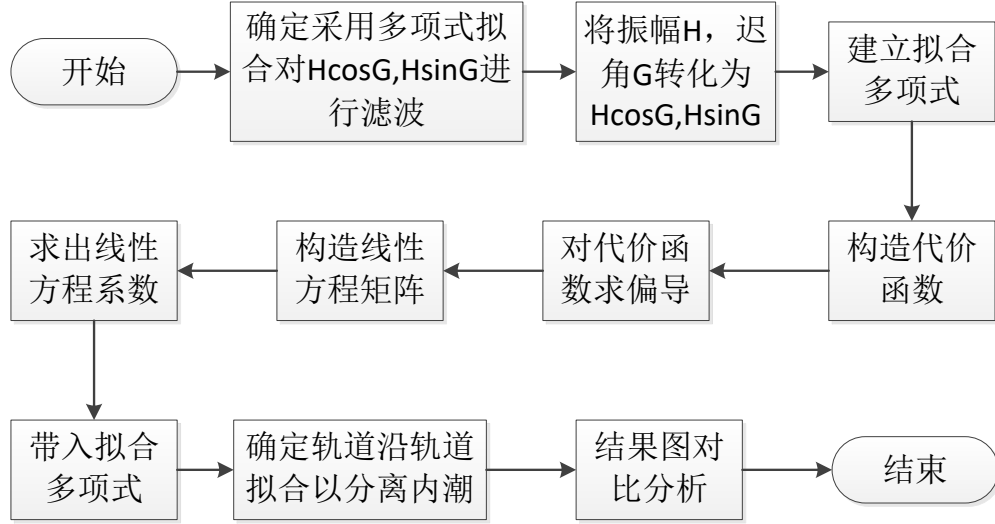 开始
确定采用多项式拟
合对HcosG,HsinG进
行滤波
将振幅H，迟
角G转化为
HcosG,HsinG
建立拟合
多项式
构造代价
函数
对代价函
数求偏导
构造线性
方程矩阵
求出线性
方程系数
带入拟合
多项式
确定轨道沿轨道
拟合以分离内潮
结果图对
比分析
结束